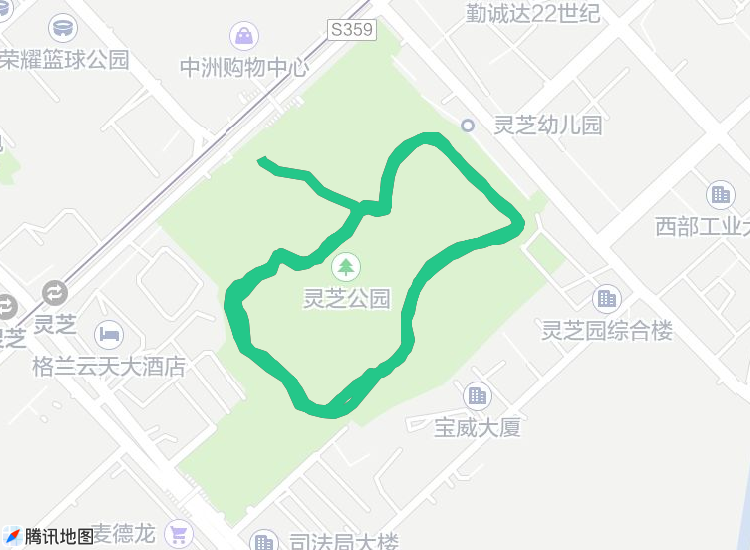 勤诚达22世纪
S359
荣耀篮球公园
中洲购物中心
灵芝幼儿园
西部工业大
灵芝公园
灵芝
灵芝
灵芝园综合楼
格兰云天大酒店
宝威大厦
麦德龙
司法局大楼
腾讯地图